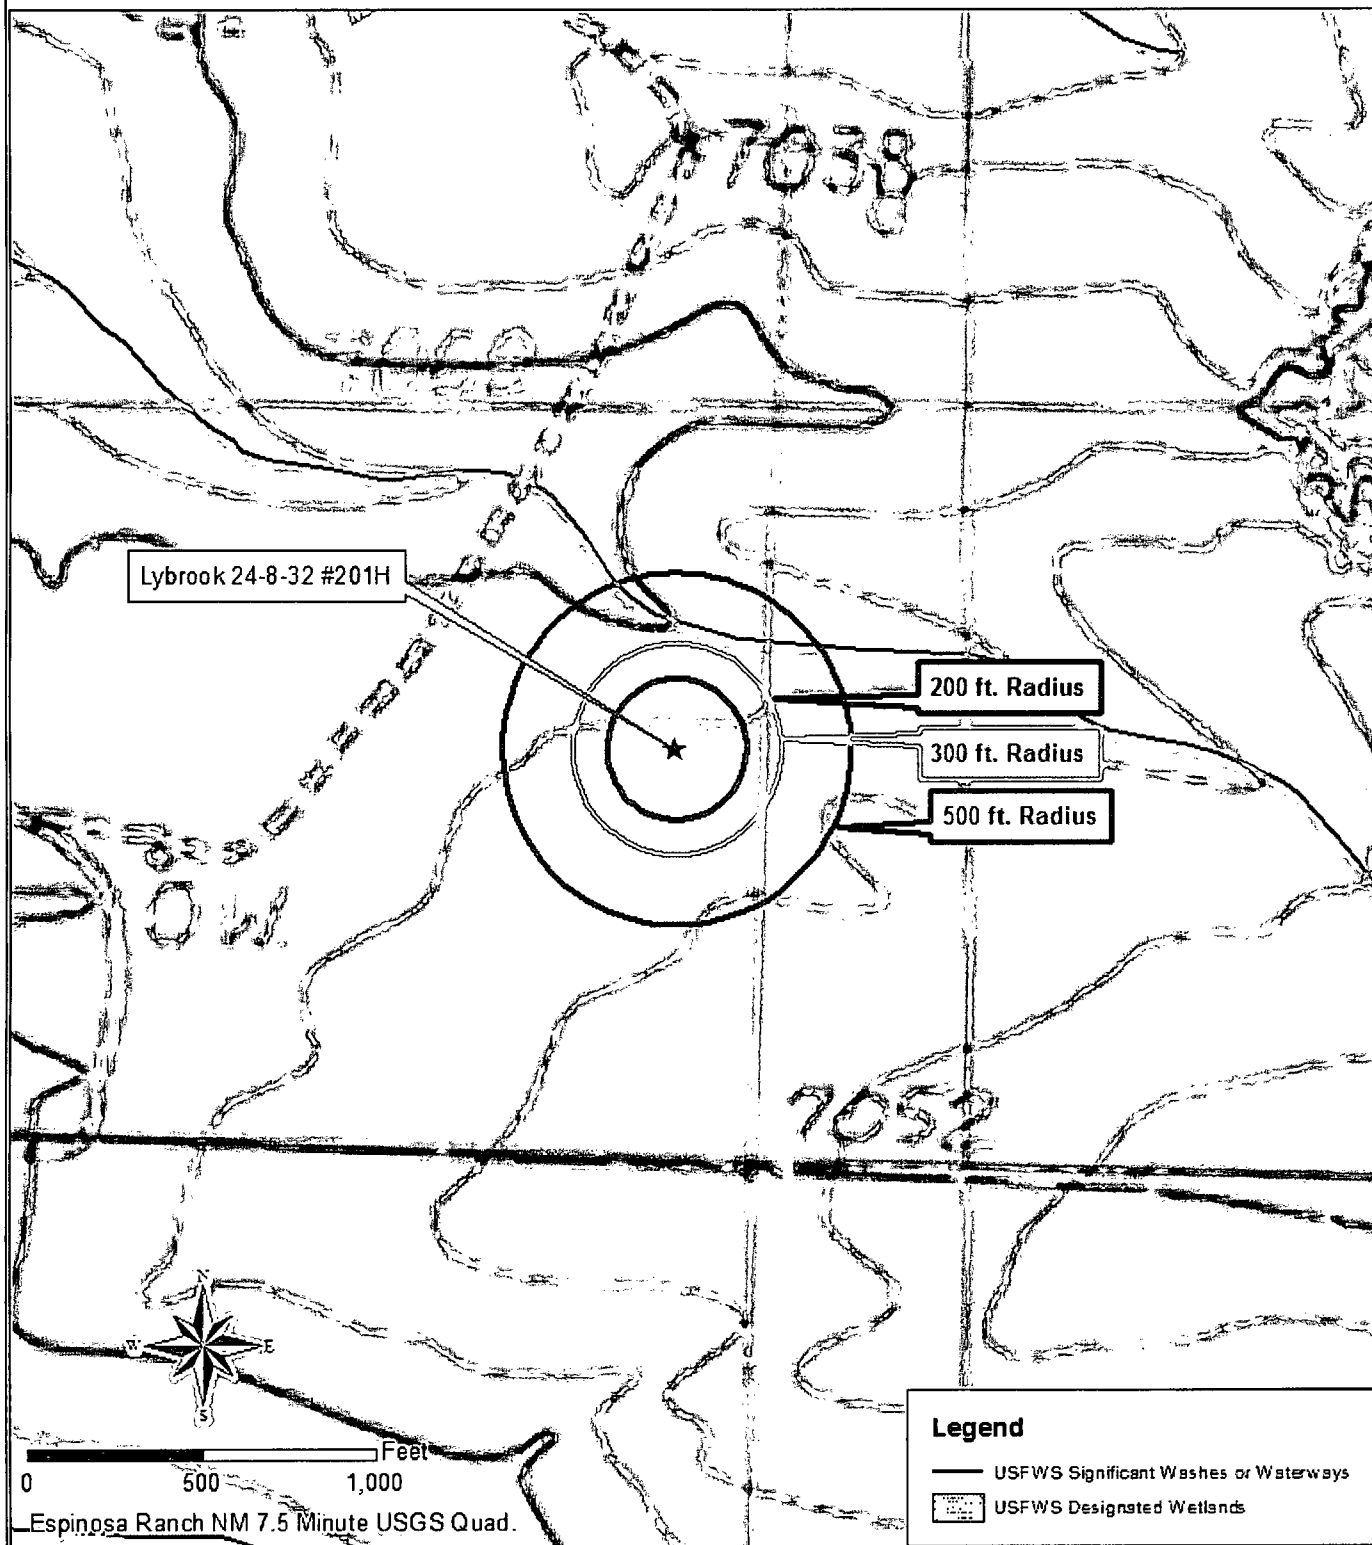 7038
Lybrook 24-8-32 #201H
200 ft. Radius
300 ft. Radius
500 ft. Radius
7052
N
W E
S
Feet
0 500 1,000
Espinosa Ranch NM 7.5 Minute USGS Quad.
Legend
USFWS Significant Washes or Waterways
USFWS Designated Wetlands